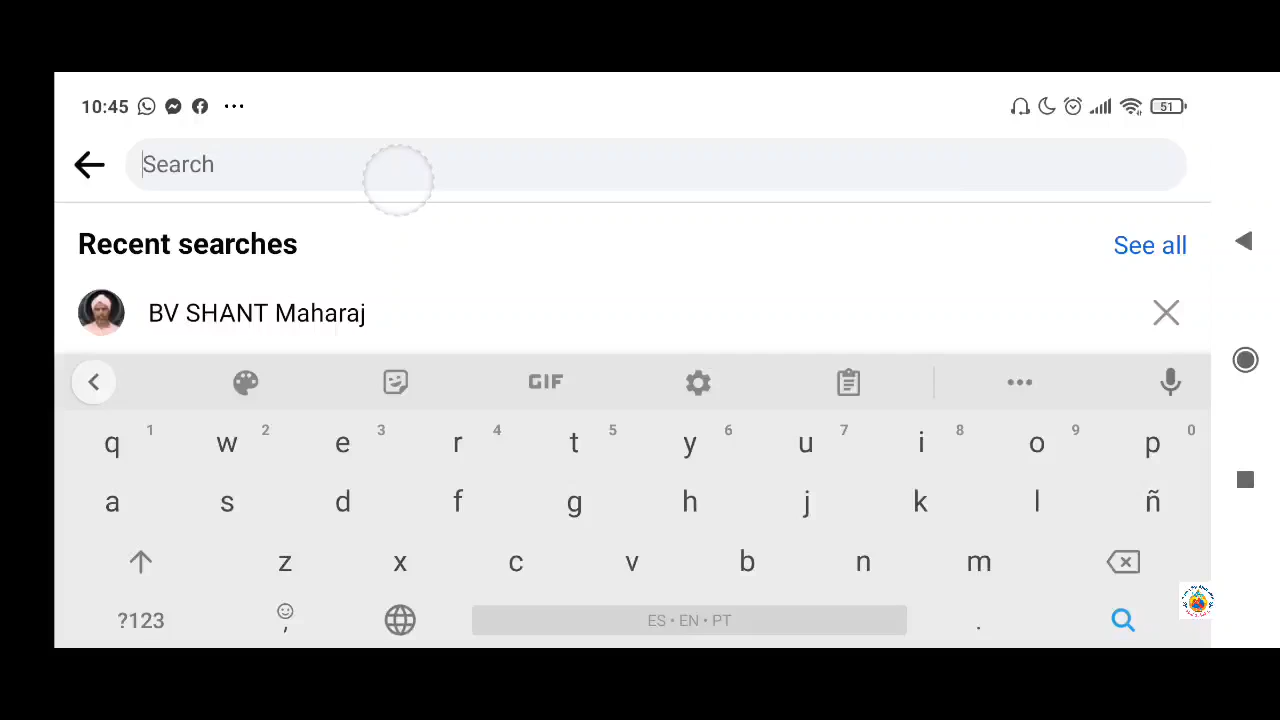 10:45 ... 51
Search
Recent searches See all
BV SHANT Maharaj
GIF
q 1 w 2 e 3 r 4 t 5 y 6 u 7 i 8 o 9 p 0
a s d f g h j k l ñ
z x c v b n m
?123 , ES • EN • PT .